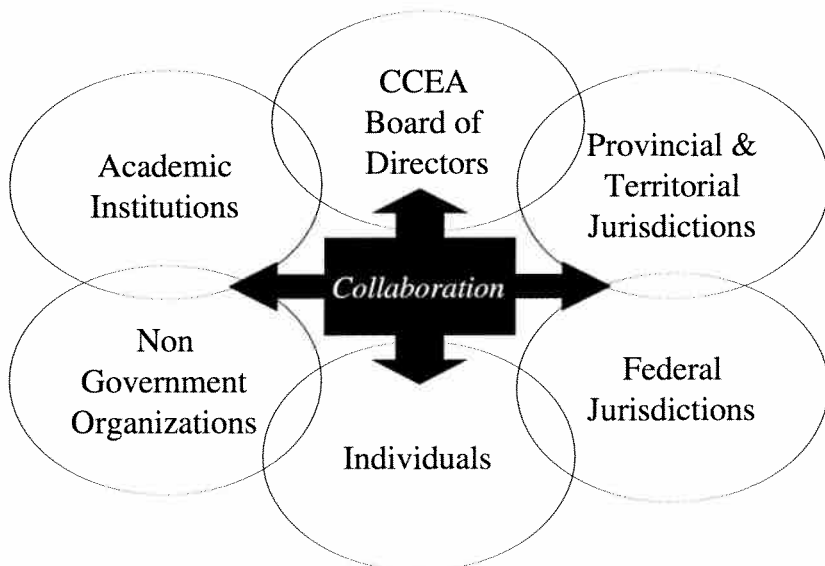 CCEA
Board of
Directors
Academic
Institutions
Provincial &
Territorial
Jurisdictions
Collaboration
Non
Government
Organizations
Federal
Jurisdictions
Individuals